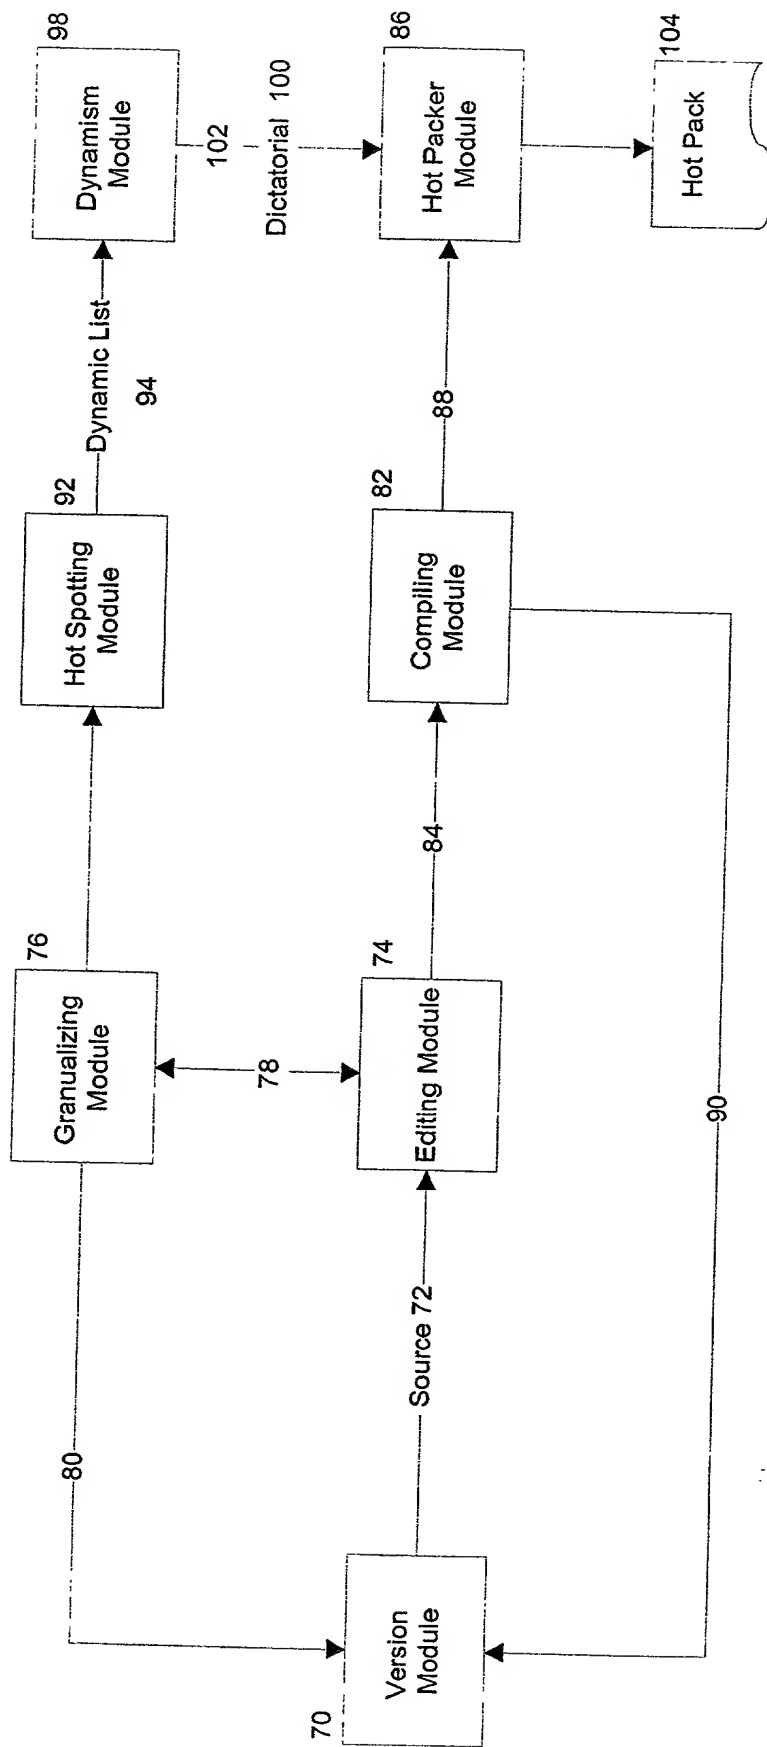 98
Dynamism
Module
102
Dictatorial 100
86
Hot Packer
Module
104
Hot Pack
Dynamic List
94
88
92
Hot Spotting
Module
82
Compiling
Module
84
76
Granualizing
Module
78
74
Editing Module
90
80
Source 72
70
Version
Module